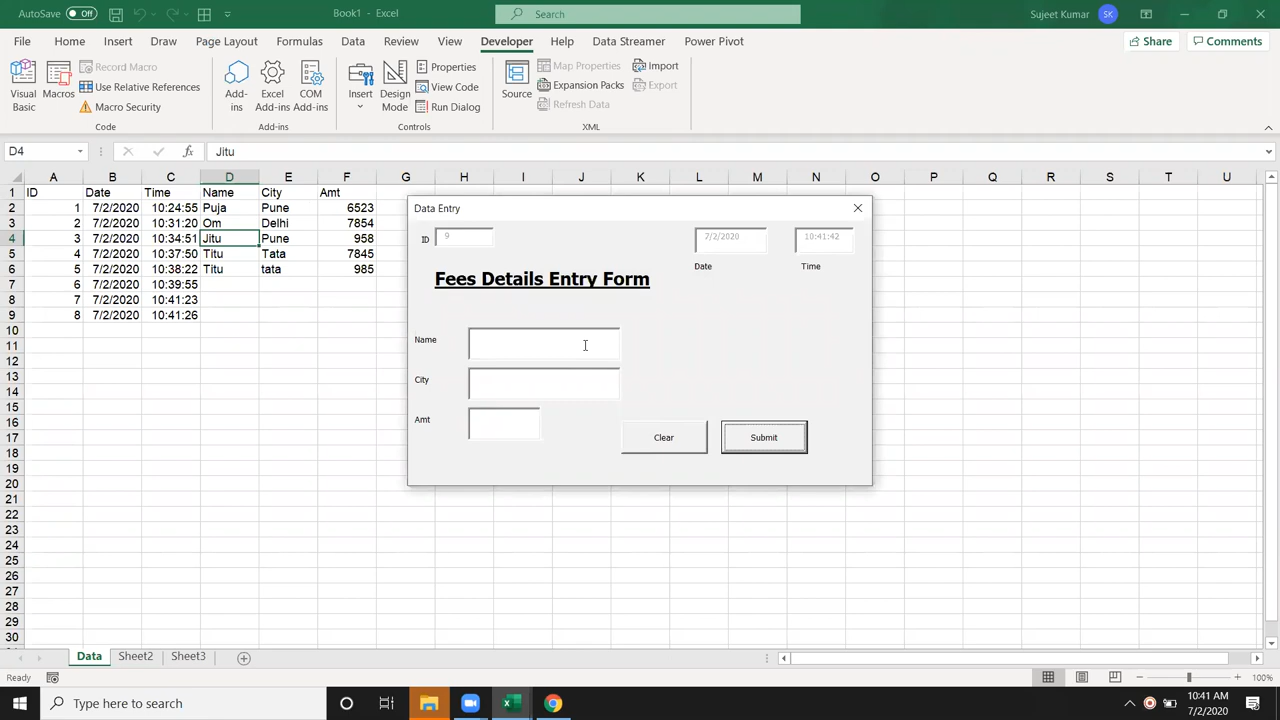 AutoSave Off Book1 - Excel Search Sujeet Kumar SK
File Home Insert Draw Page Layout Formulas Data Review View Developer Help Data Streamer Power Pivot Share Comments
Visual Basic
Macros
Record Macro
Use Relative References
Macro Security
Code
Add-ins
Excel Add-ins
COM Add-ins
Add-ins
Insert
Design Mode
Properties
View Code
Run Dialog
Controls
Source
Map Properties
Expansion Packs
Refresh Data
Import
Export
XML
D4 fx Jitu
A B C D E F G H I J K L M N O P Q R S T U
1 ID Date Time Name City Amt
2 1 7/2/2020 10:24:55 Puja Pune 6523
3 2 7/2/2020 10:31:20 Om Delhi 7854
4 3 7/2/2020 10:34:51 Jitu Pune 958
5 4 7/2/2020 10:37:50 Titu Tata 7845
6 5 7/2/2020 10:38:22 Titu tata 985
7 6 7/2/2020 10:39:55
8 7 7/2/2020 10:41:23
9 8 7/2/2020 10:41:26
10
11
12
13
14
15
16
17
18
19
20
21
22
23
24
25
26
27
28
29
30
Data Entry
ID 9 7/2/2020 10:41:42
Date Time
Fees Details Entry Form
Name
City
Amt
Clear Submit
Data Sheet2 Sheet3
Ready 100%
Type here to search
10:41 AM
7/2/2020